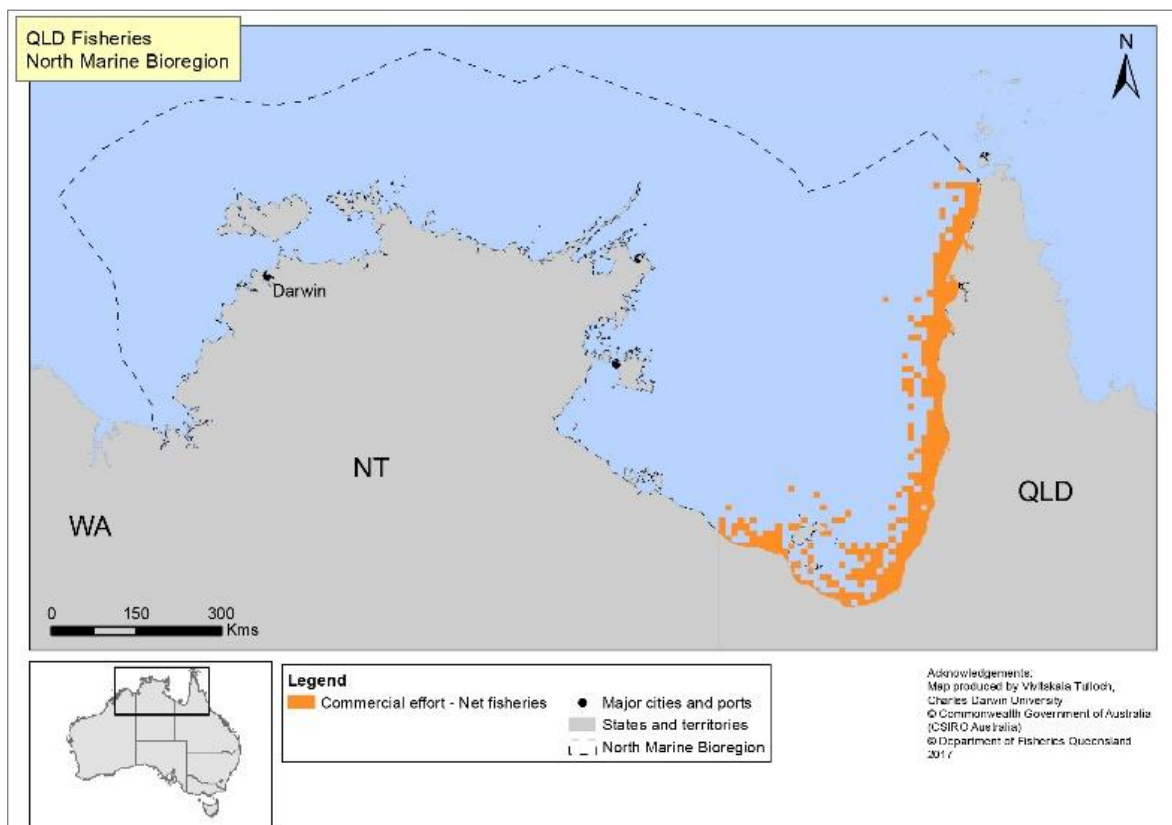 QLD Fisheries
North Marine Bioregion
N
Darwin
NT
QLD
WA
0 150 300
Kms
Legend
Commercial effort - Net fisheries
Major cities and ports
States and territories
North Marine Bioregion
Acknowledgements:
Map produced by Vivitskaia Tulloch,
Charles Darwin University
© Commonwealth Government of Australia
(CSIRO Australia)
© Department of Fisheries Queensland
2017